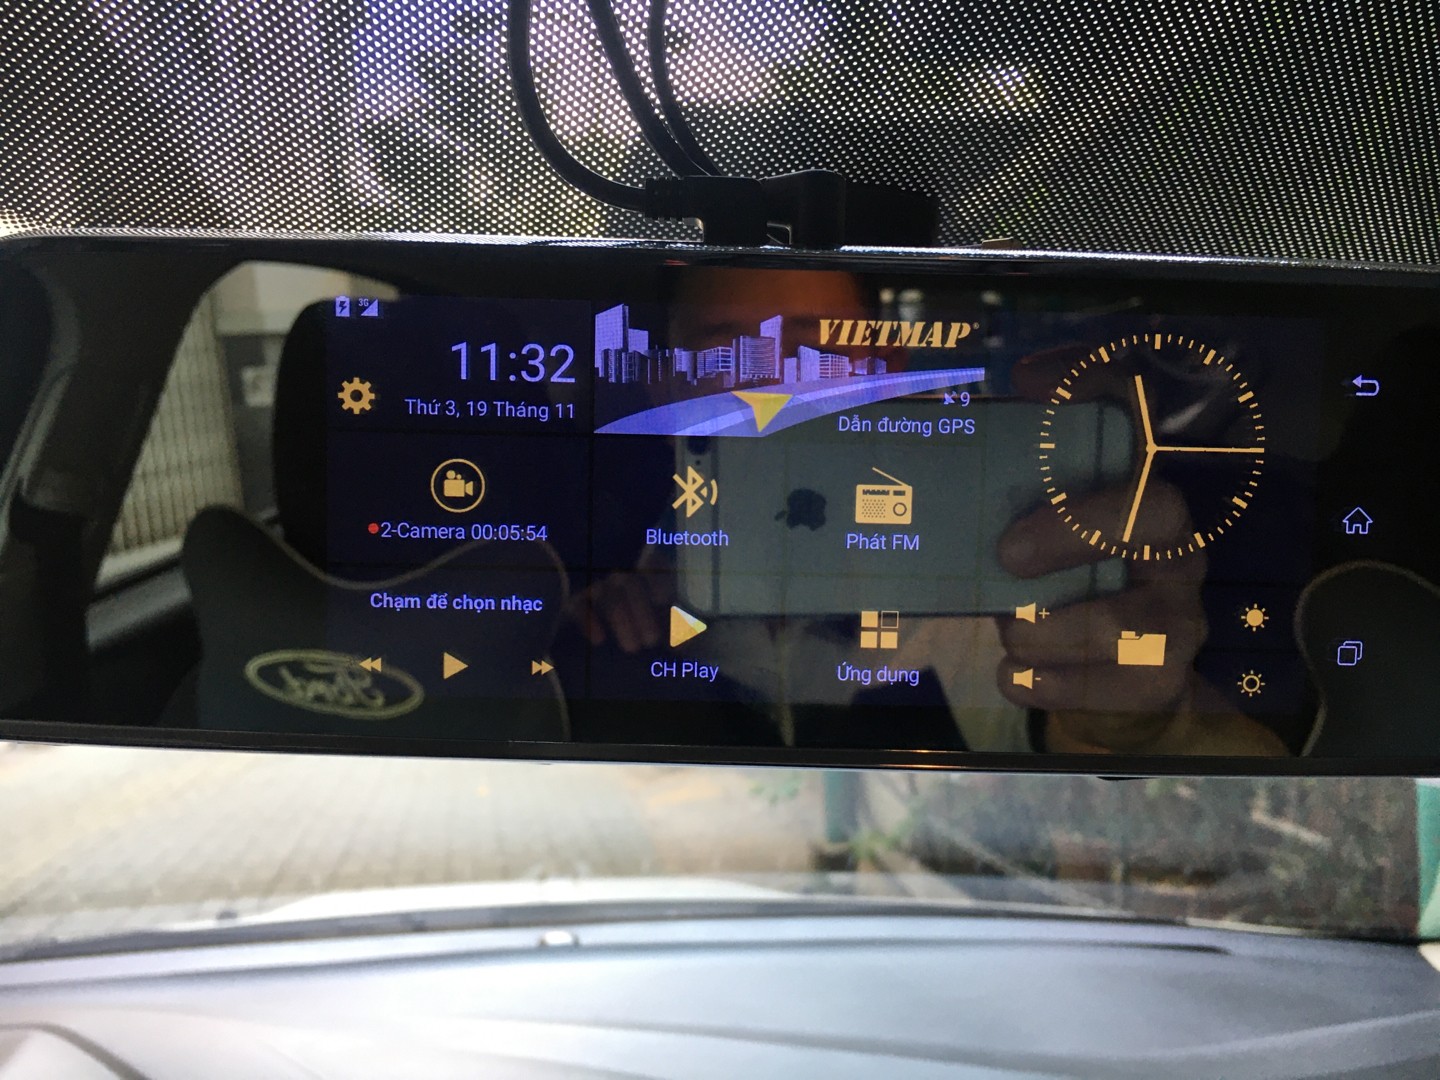 3G
11:32
Thứ 3, 19 Tháng 11
VIETMAP®
9
Dẫn đường GPS
2-Camera 00:05:54
Bluetooth
Phát FM
Chạm để chọn nhạc
CH Play
Ứng dụng
Ford